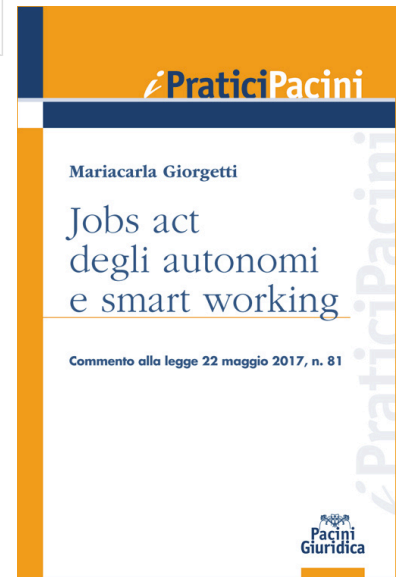 iPraticiPacini
Mariacarla Giorgetti
Jobs act
degli autonomi
e smart working
Commento alla legge 22 maggio 2017, n. 81
iPraticiPacini
Pacini
Giuridica